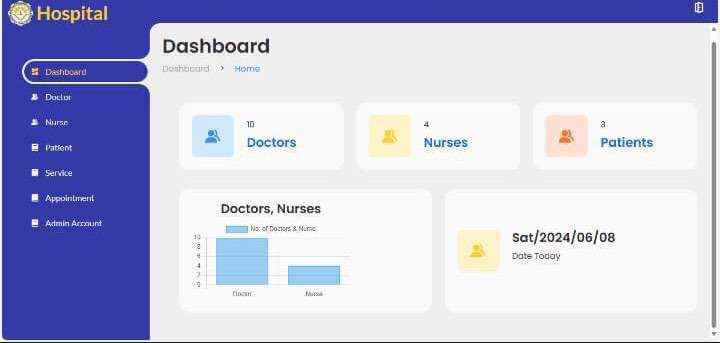 Hospital
Dashboard
Doctor
Nurse
Patient
Service
Appointment
Admin Account
Dashboard
Dashboard > Home
10
Doctors
4
Nurses
3
Patients
Doctors, Nurses
No. of Doctors & Nurse
10
8
6
4
2
0
Doctor Nurse
Sat/2024/06/08
Date Today